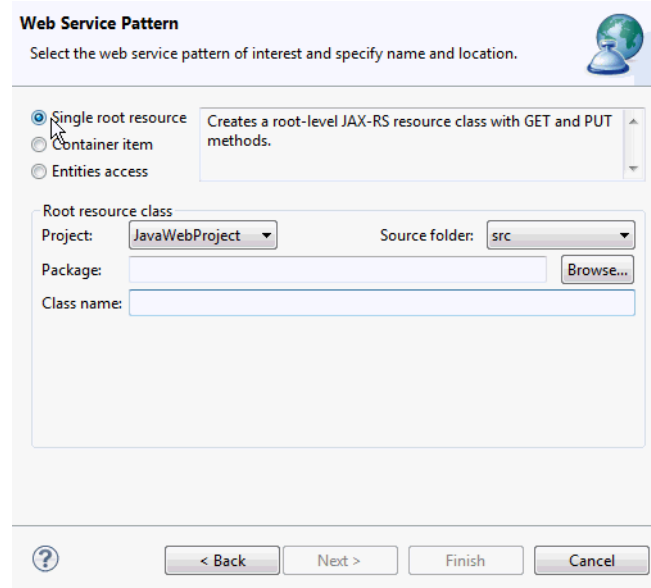 Web Service Pattern
Select the web service pattern of interest and specify name and location.
Single root resource
Container item
Entities access
Creates a root-level JAX-RS resource class with GET and PUT
methods.
Root resource class
Project: JavaWebProject Source folder: src
Package: Browse...
Class name:
? < Back Next > Finish Cancel